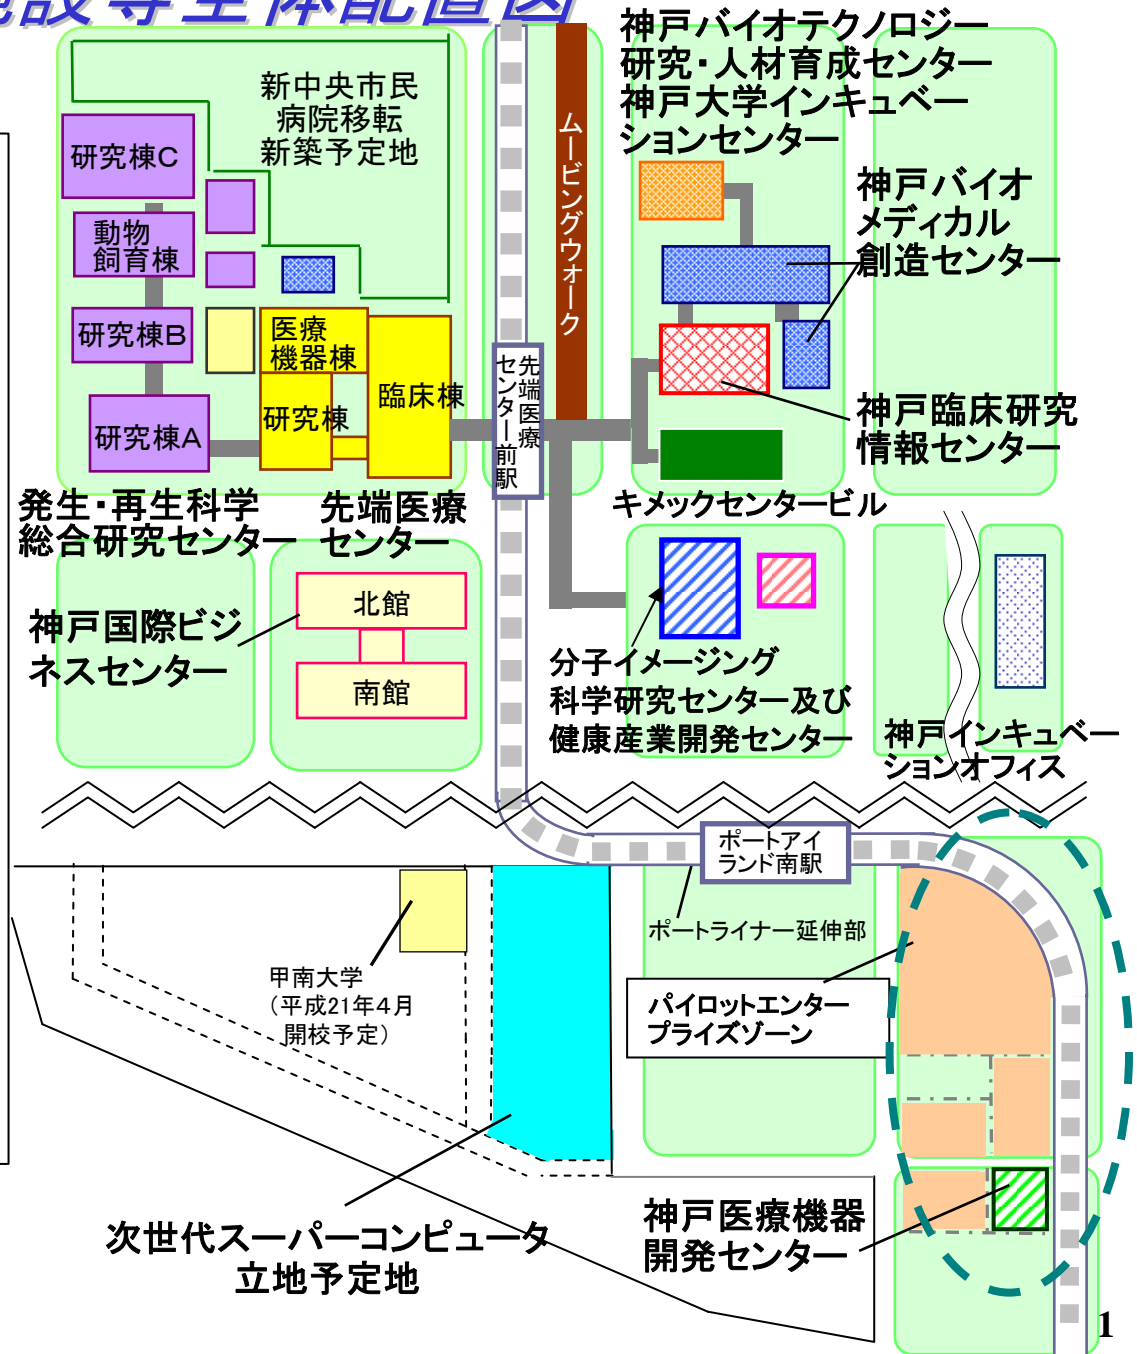 施設等全体配置図
神戸バイオテクノロジー
研究・人材育成センター
神戸大学インキュベー
ションセンター
新中央市民
病院移転
新築予定地
ムービングウォーク
研究棟C
動物
飼育棟
研究棟B
研究棟A
医療
機器棟
研究棟
臨床棟
先端医療
センター前駅
神戸バイオ
メディカル
創造センター
神戸臨床研究
情報センター
キメックセンタービル
発生・再生科学
総合研究センター
先端医療
センター
神戸国際ビジ
ネスセンター
北館
南館
分子イメージング
科学研究センター及び
健康産業開発センター
神戸インキュベー
ションオフィス
ポートアイ
ランド南駅
ポートライナー延伸部
甲南大学
（平成21年4月
開校予定）
パイロットエンター
プライズゾーン
次世代スーパーコンピュータ
立地予定地
神戸医療機器
開発センター
1